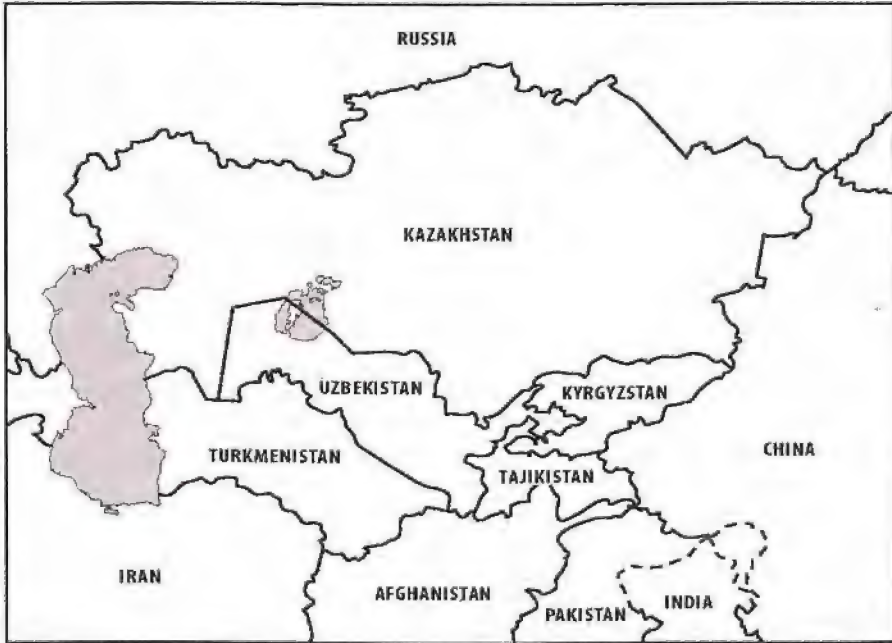 RUSSIA
KAZAKHSTAN
UZBEKISTAN
KYRGYZSTAN
TURKMENISTAN
TAJIKISTAN
CHINA
IRAN
AFGHANISTAN
PAKISTAN
INDIA